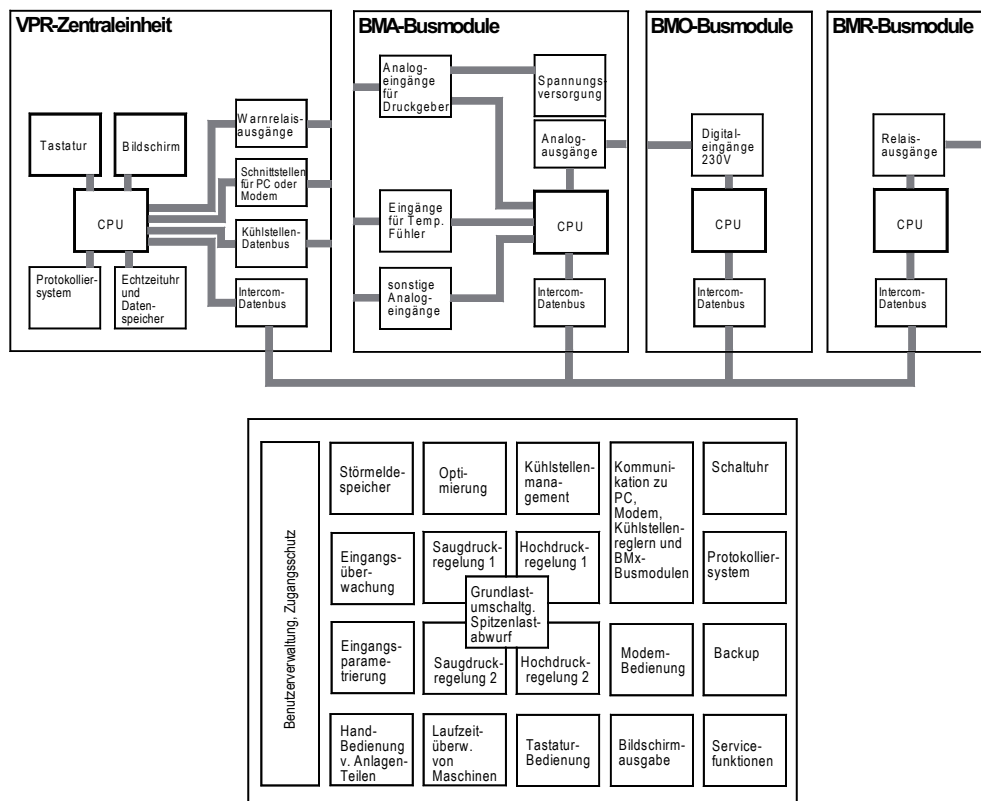 VPR-Zentraleinheit
Tastatur
Bildschirm
CPU
Protokollier-
system
Echtzeituhr
und
Daten-
speicher
Warnrelais-
ausgänge
Schnittstellen
für PC oder
Modem
Kühlstellen-
Datenbus
Intercom-
Datenbus
BMA-Busmodule
Analog-
eingänge
für
Druckgeber
Spannungs-
versorgung
Analog-
ausgänge
Eingänge
für Temp.
Fühler
CPU
sonstige
Analog-
eingänge
Intercom-
Datenbus
BMO-Busmodule
Digital-
eingänge
230V
CPU
Intercom-
Datenbus
BMR-Busmodule
Relais-
ausgänge
CPU
Intercom-
Datenbus
Benutzerverwaltung, Zugangsschutz
Störmelde-
speicher
Opti-
mierung
Kühlstellen-
mana-
gement
Kommuni-
kation zu
PC,
Modem,
Kühlstellen-
reglern und
BMx-
Busmodulen
Schaltuhr
Eingangs-
über-
wachung
Saugdruck-
regelung 1
Hochdruck-
regelung 1
Protokollier-
system
Grundlast-
umschaltg.
Spitzenlast-
abwurf
Eingangs-
parame-
trierung
Saugdruck-
regelung 2
Hochdruck-
regelung 2
Modem-
Bedienung
Backup
Hand-
Bedienung
v. Anlagen-
Teilen
Laufzeit-
überw.
von
Maschinen
Tastatur-
Bedienung
Bildschirm-
ausgabe
Service-
funktionen